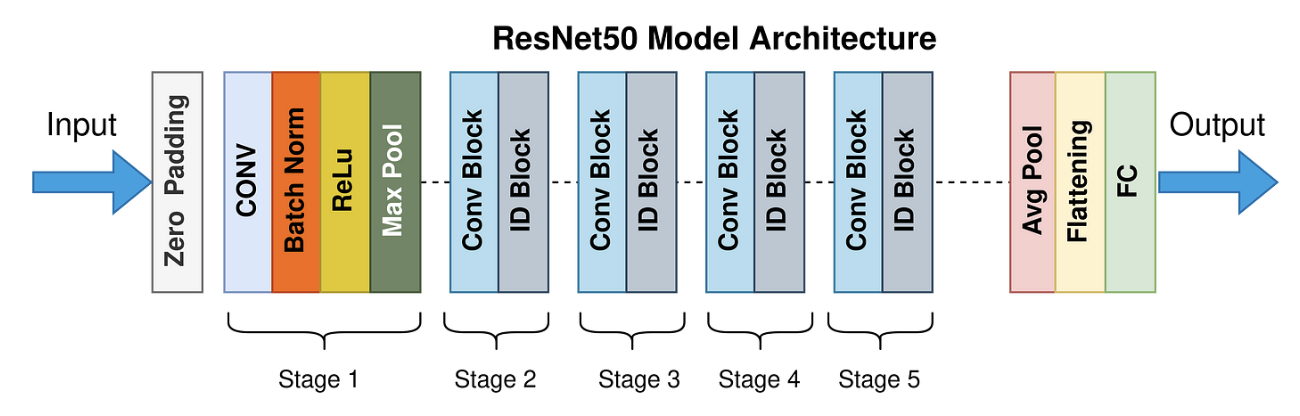 ResNet50 Model Architecture
Input
Zero Padding
CONV
Batch Norm
ReLu
Max Pool
Conv Block
ID Block
Conv Block
ID Block
Conv Block
ID Block
Conv Block
ID Block
Avg Pool
Flattening
FC
Output
Stage 1
Stage 2
Stage 3
Stage 4
Stage 5